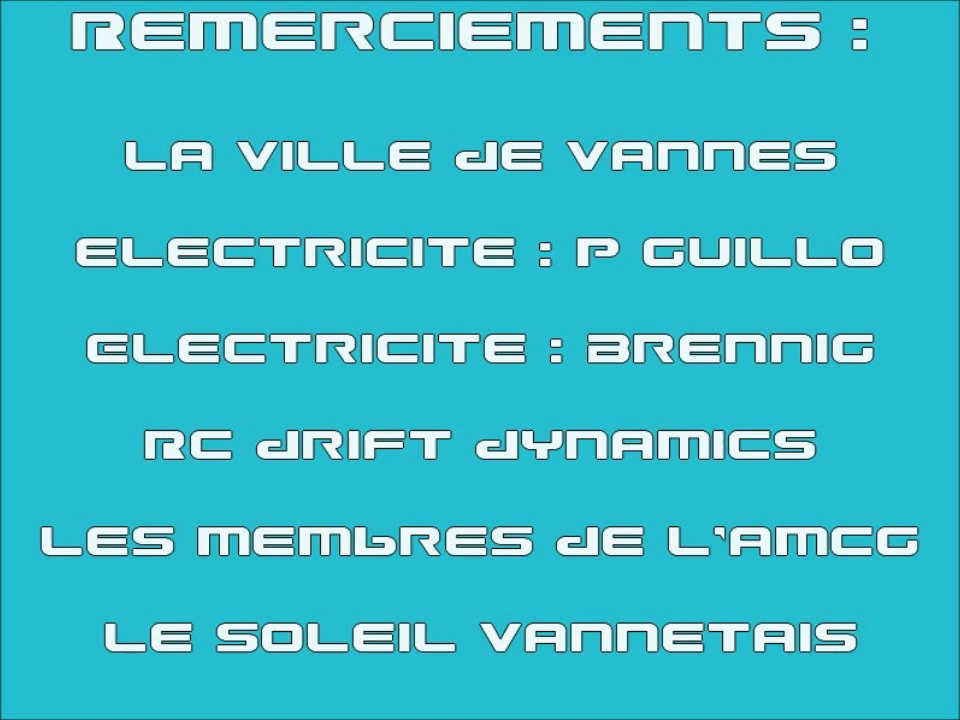 REMERCIEMENTS :
LA VILLE DE VANNES
ELECTRICITE : P GUILLO
ELECTRICITE : BRENNIG
RC DRIFT DYNAMICS
LES MEMBRES DE L'AMCG
LE SOLEIL VANNETAIS